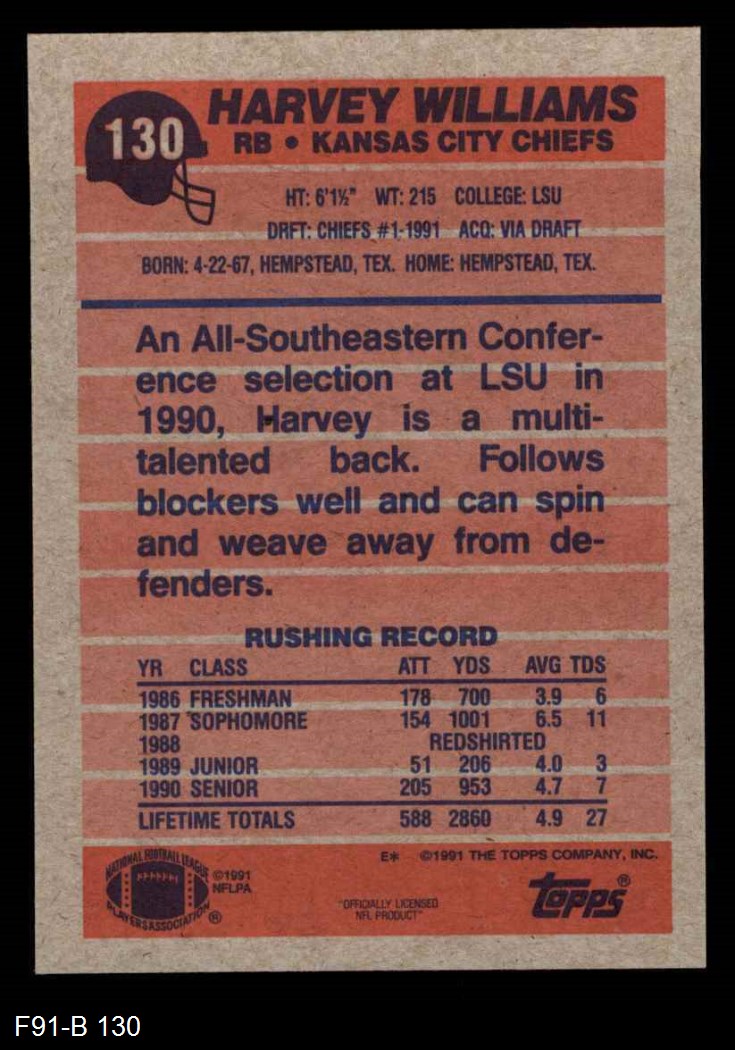 130
HARVEY WILLIAMS
RB • KANSAS CITY CHIEFS
HT: 6'1½" WT: 215 COLLEGE: LSU
DRFT: CHIEFS #1-1991 ACQ: VIA DRAFT
BORN: 4-22-67, HEMPSTEAD, TEX. HOME: HEMPSTEAD, TEX.
An All-Southeastern Confer-
ence selection at LSU in
1990, Harvey is a multi-
talented back. Follows
blockers well and can spin
and weave away from de-
fenders.
RUSHING RECORD
YR CLASS ATT YDS AVG TDS
1986 FRESHMAN 178 700 3.9 6
1987 SOPHOMORE 154 1001 6.5 11
1988 REDSHIRTED
1989 JUNIOR 51 206 4.0 3
1990 SENIOR 205 953 4.7 7
LIFETIME TOTALS 588 2860 4.9 27
E* ©1991 THE TOPPS COMPANY, INC.
NATIONAL FOOTBALL LEAGUE
PLAYERS ASSOCIATION ®
©1991
NFLPA
"OFFICIALLY LICENSED
NFL PRODUCT"
topps®
F91-B 130